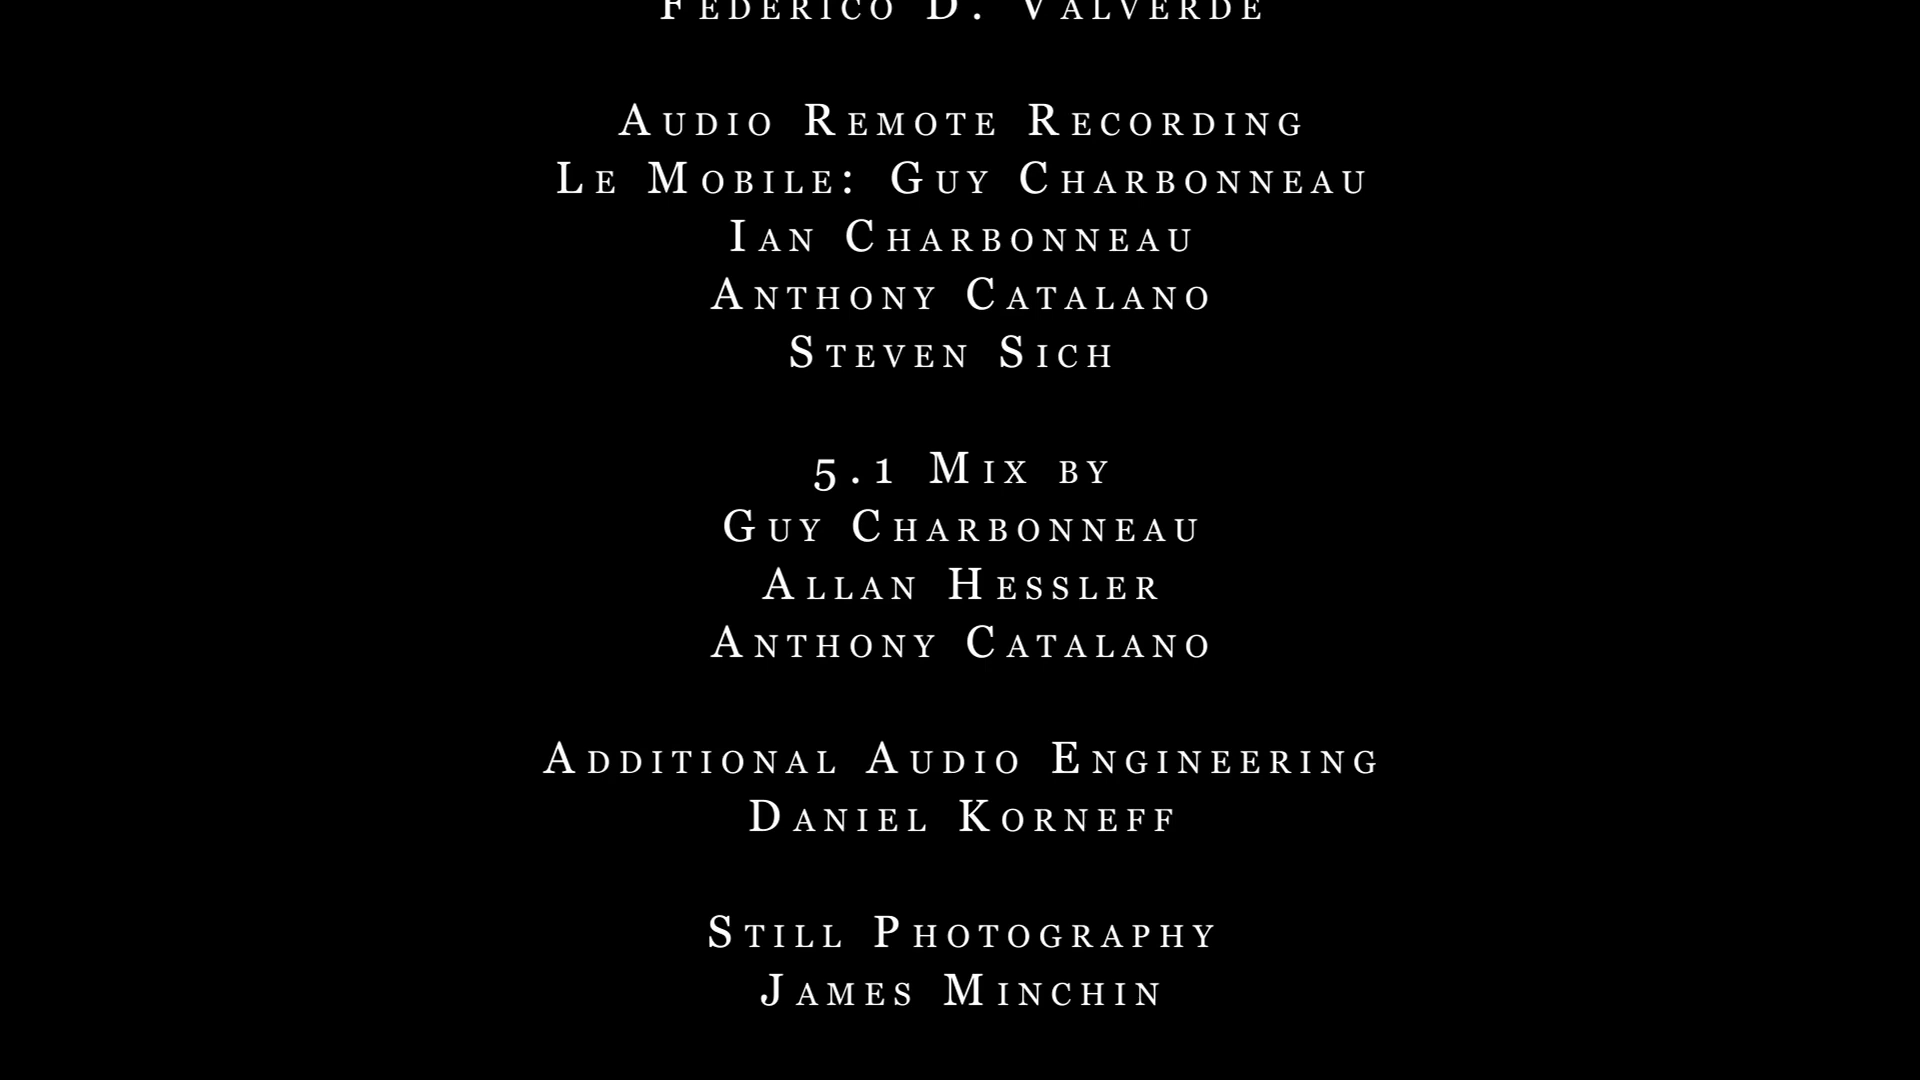 Federico D. Valverde
Audio Remote Recording
Le Mobile: Guy Charbonneau
Ian Charbonneau
Anthony Catalano
Steven Sich
5.1 Mix by
Guy Charbonneau
Allan Hessler
Anthony Catalano
Additional Audio Engineering
Daniel Korneff
Still Photography
James Minchin